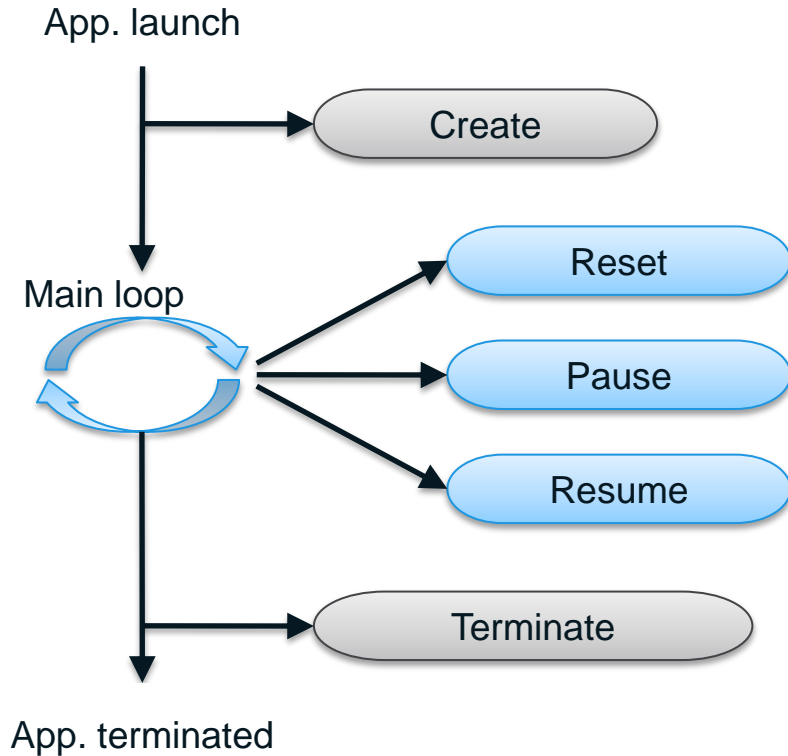 App. launch
Create
Reset
Main loop
Pause
Resume
Terminate
App. terminated